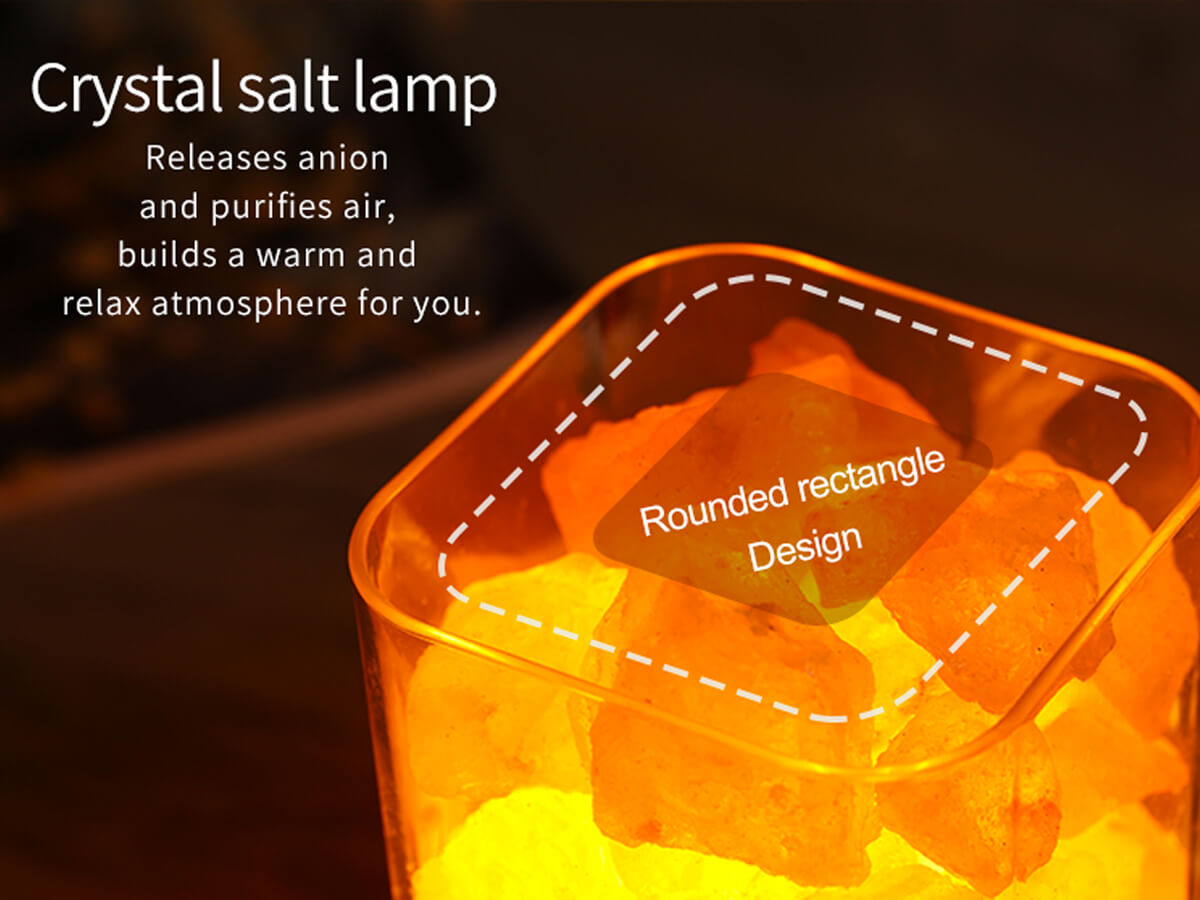 Crystal salt lamp
Releases anion
and purifies air,
builds a warm and
relax atmosphere for you.
Rounded rectangle
Design